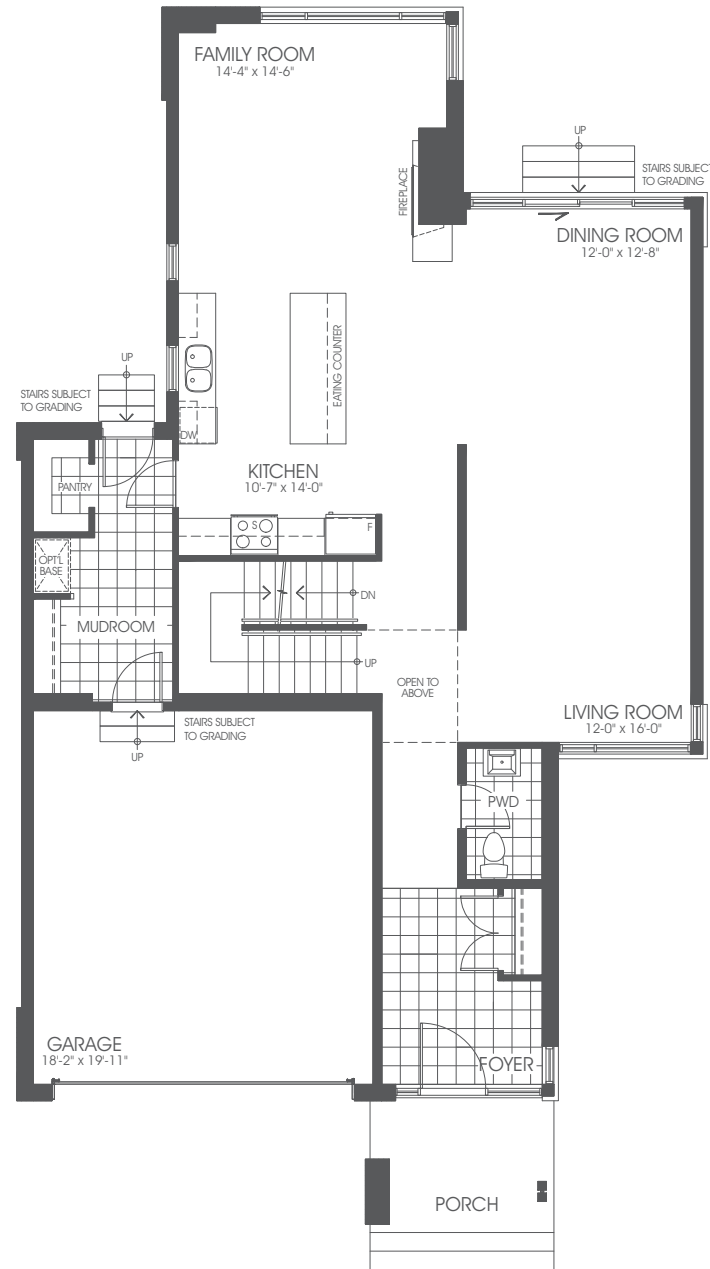 FAMILY ROOM
14'-4" x 14'-6"
UP
STAIRS SUBJECT
TO GRADING
FIREPLACE
DINING ROOM
12'-0" x 12'-8"
EATING COUNTER
UP
STAIRS SUBJECT
TO GRADING
DW
KITCHEN
10'-7" x 14'-0"
PANTRY
S
F
OPT'L
BASE
DN
MUDROOM
UP
OPEN TO
ABOVE
LIVING ROOM
12-0" x 16'-0"
STAIRS SUBJECT
TO GRADING
UP
PWD
GARAGE
18'-2" x 19'-11"
FOYER
PORCH